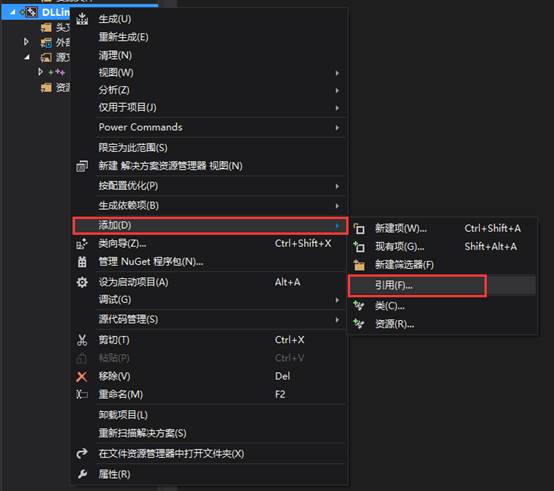 DLLin
头文
外部
源文
资源
生成(U)
重新生成(E)
清理(N)
视图(W)
分析(Z)
仅用于项目(J)
Power Commands
限定为此范围(S)
新建 解决方案资源管理器 视图(N)
按配置优化(P)
生成依赖项(B)
添加(D)
类向导(Z)... Ctrl+Shift+X
管理 NuGet 程序包(N)...
设为启动项目(A) Alt+A
调试(G)
源代码管理(S)
剪切(T) Ctrl+X
粘贴(P) Ctrl+V
移除(V) Del
重命名(M) F2
卸载项目(L)
重新扫描解决方案(S)
在文件资源管理器中打开文件夹(X)
属性(R)
新建项(W)... Ctrl+Shift+A
现有项(G)... Shift+Alt+A
新建筛选器(F)
引用(F)...
类(C)...
资源(R)...